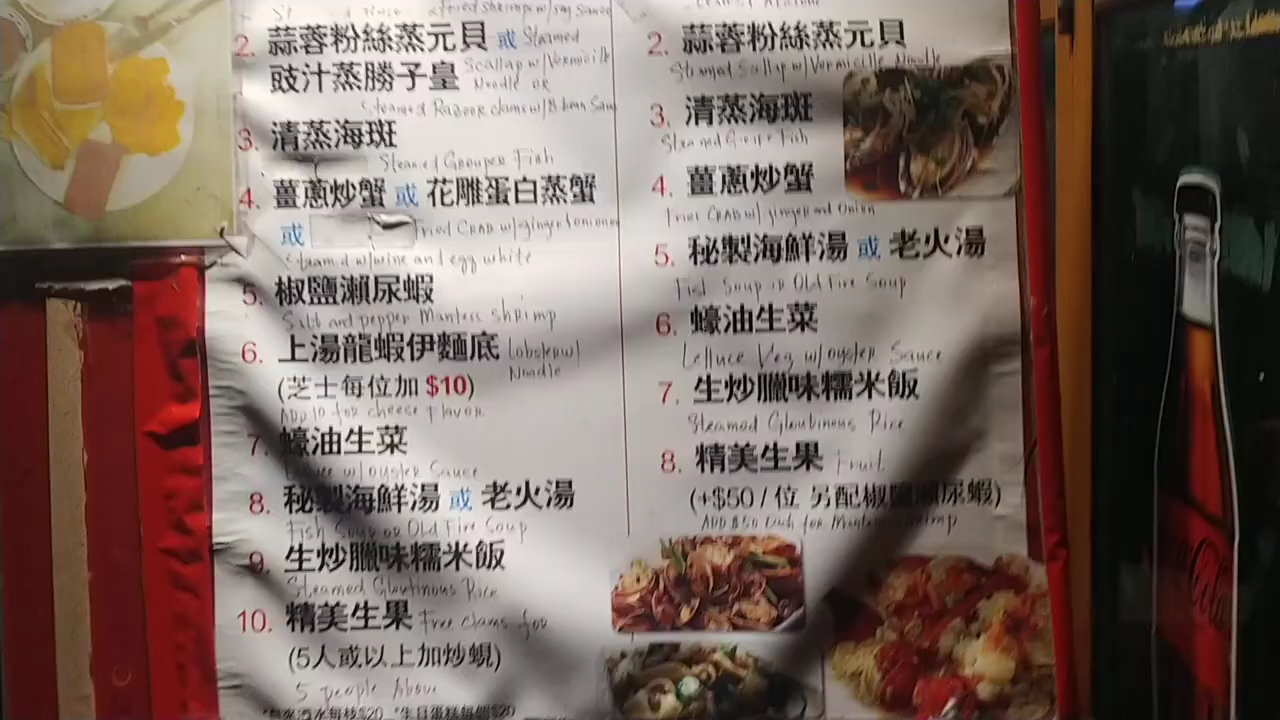 2. 蒜蓉粉絲蒸元貝 或 Steamed
豉汁蒸勝子皇 Scallop w/ Vermicille
Noodle or
Steamed Razor clams w/ B.bean Sau
3. 清蒸海斑
Steamed Grouper Fish
4. 薑蔥炒蟹 或 花雕蛋白蒸蟹
或 Fried CRAB w/ ginger & onion
Steamed w/ wine and egg white
5. 椒鹽瀨尿蝦
Salt and pepper Mantess shrimp
6. 上湯龍蝦伊麵底 Lobster w/
Noodle
(芝士每位加 $10)
ADD 10 for cheese flavor
7. 蠔油生菜
w/ oyster Sauce
8. 秘製海鮮湯 或 老火湯
Fish Soup or Old Fire Soup
9. 生炒臘味糯米飯
Steamed Gloutinous Rice
10. 精美生果 Free clams for
(5人或以上加炒蜆)
5 people Above
2. 蒜蓉粉絲蒸元貝
Steamed Scallop w/ Vermicille Noodle
3. 清蒸海斑
Steamed Fish
4. 薑蔥炒蟹
Fried CRAB w/ ginger and Onion
5. 秘製海鮮湯 或 老火湯
Fish Soup or Old Fire Soup
6. 蠔油生菜
Lettuce Veg w/ oyster Sauce
7. 生炒臘味糯米飯
Steamed Gloutinous Rice
8. 精美生果 Fruit
(+$50 / 位 另配椒鹽瀨尿蝦)
ADD $50 Each for Mantess shrimp